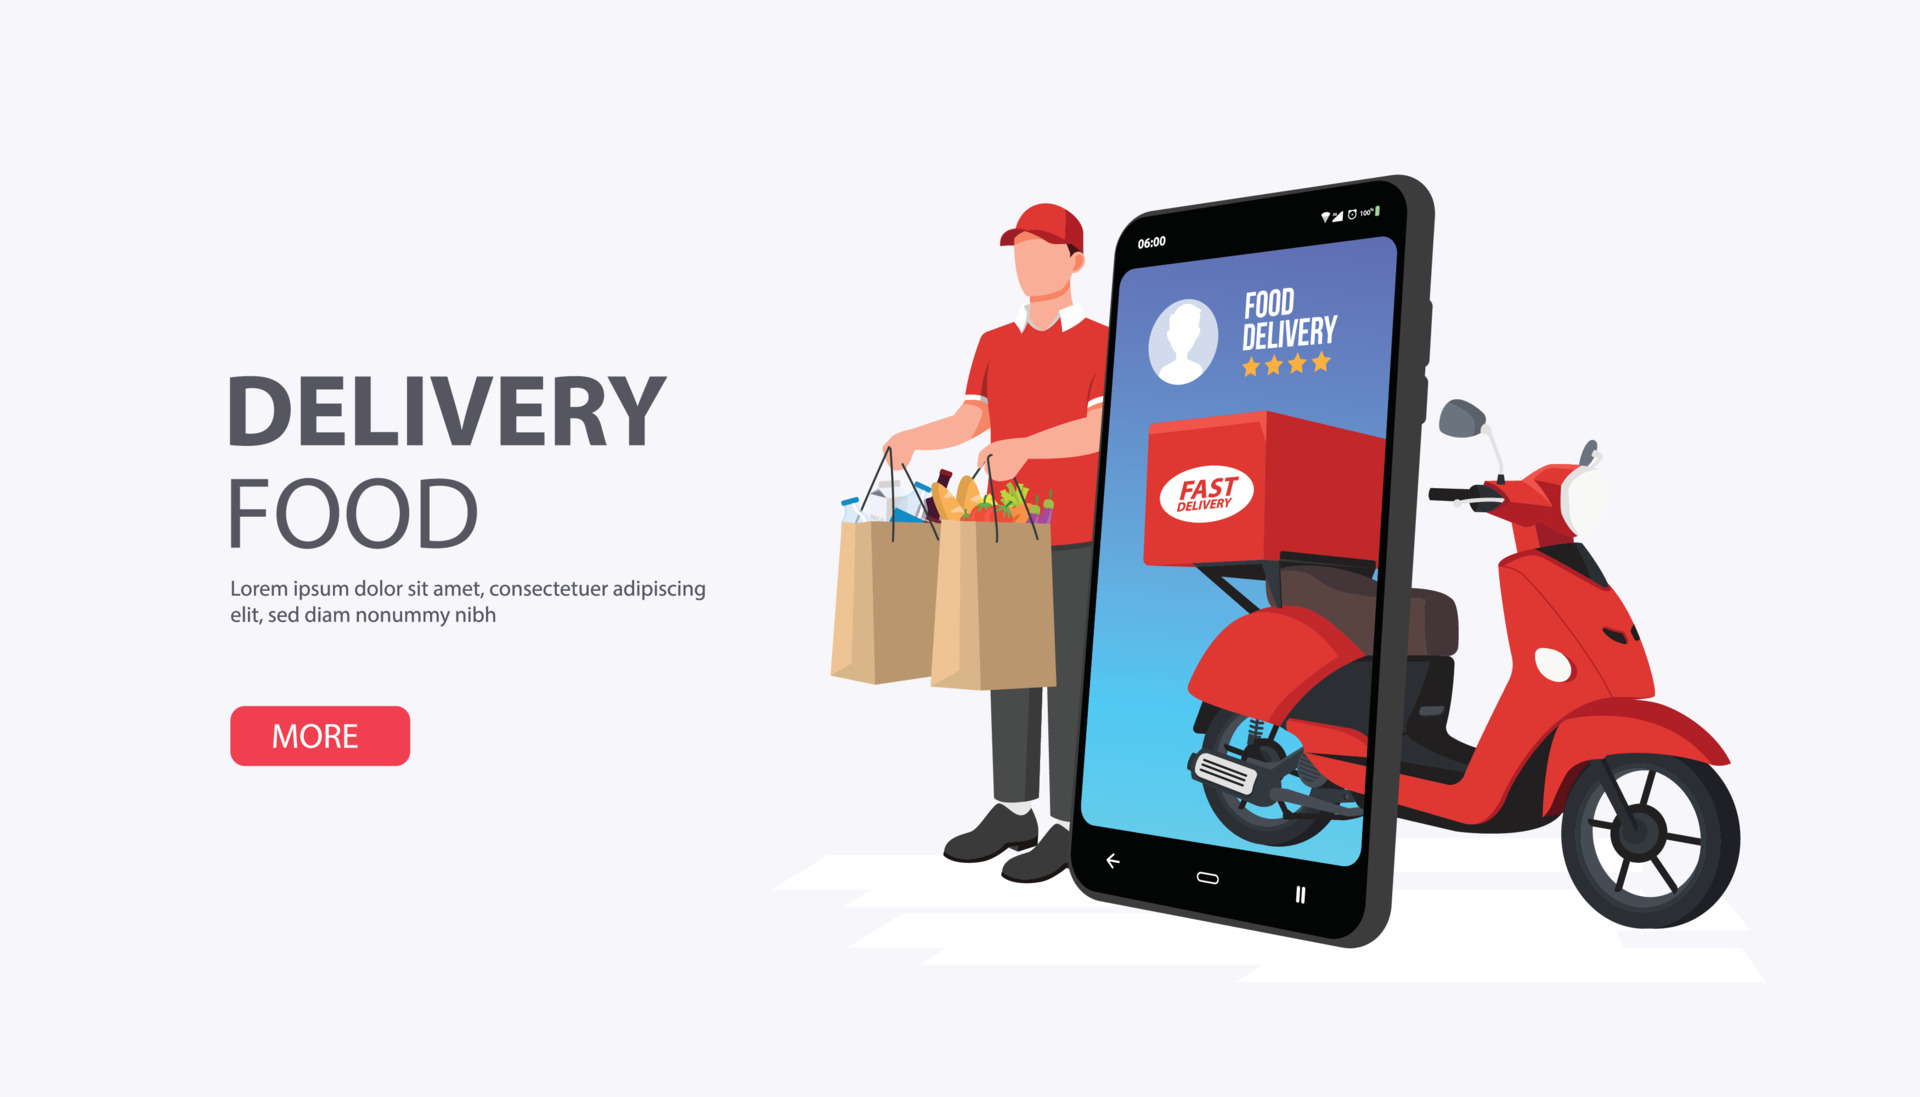 DELIVERY
FOOD
Lorem ipsum dolor sit amet, consectetuer adipiscing
elit, sed diam nonummy nibh
MORE
06:00
100%
FOOD
DELIVERY
FAST
DELIVERY